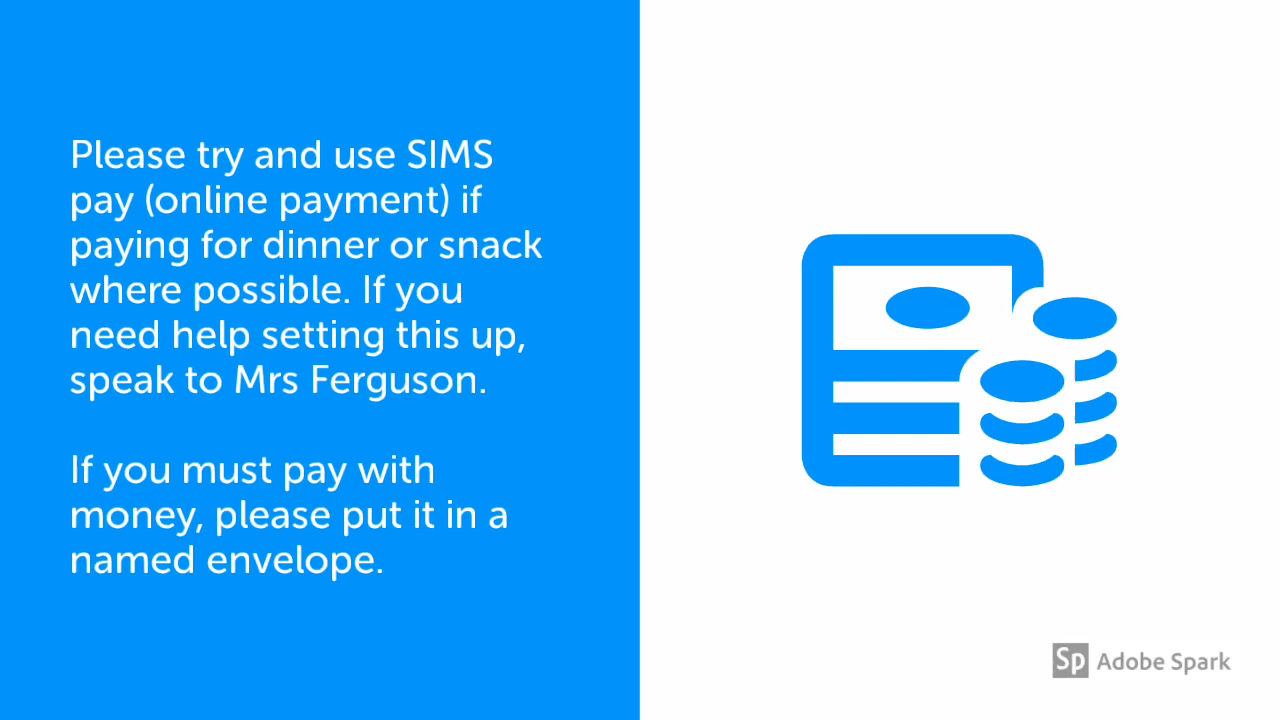 Please try and use SIMS
pay (online payment) if
paying for dinner or snack
where possible. If you
need help setting this up,
speak to Mrs Ferguson.
If you must pay with
money, please put it in a
named envelope.
Sp Adobe Spark